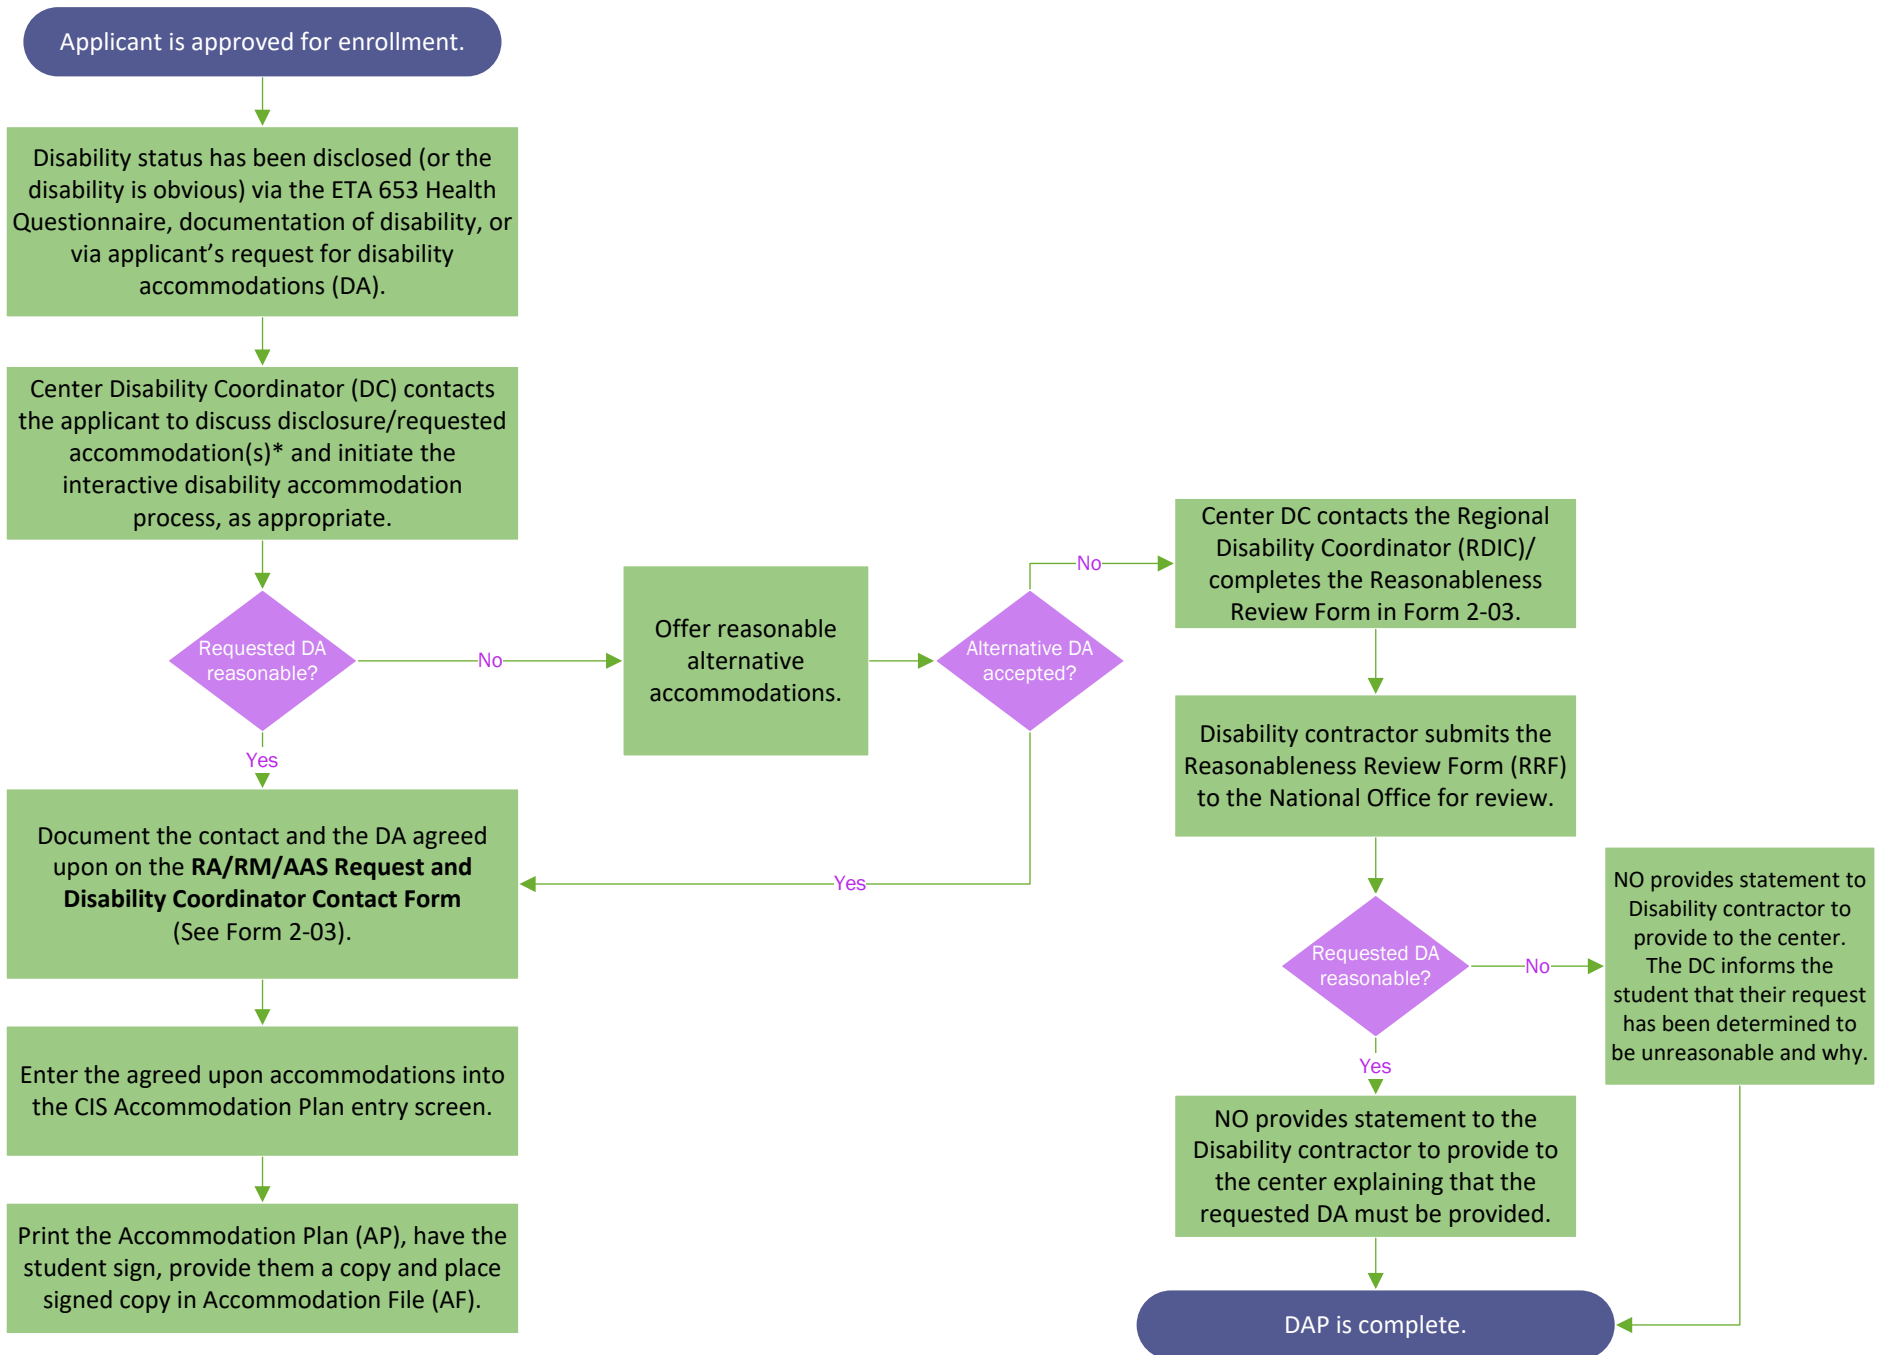 Applicant is approved for enrollment.
Disability status has been disclosed (or the
disability is obvious) via the ETA 653 Health
Questionnaire, documentation of disability, or
via applicant’s request for disability
accommodations (DA).
Center Disability Coordinator (DC) contacts
the applicant to discuss disclosure/requested
accommodation(s)* and initiate the
interactive disability accommodation
process, as appropriate.
Requested DA
reasonable?
No
Offer reasonable
alternative
accommodations.
Alternative DA
accepted?
No
Yes
Yes
Document the contact and the DA agreed
upon on the RA/RM/AAS Request and
Disability Coordinator Contact Form
(See Form 2-03).
Enter the agreed upon accommodations into
the CIS Accommodation Plan entry screen.
Print the Accommodation Plan (AP), have the
student sign, provide them a copy and place
signed copy in Accommodation File (AF).
Center DC contacts the Regional
Disability Coordinator (RDIC)/
completes the Reasonableness
Review Form in Form 2-03.
Disability contractor submits the
Reasonableness Review Form (RRF)
to the National Office for review.
Requested DA
reasonable?
No
NO provides statement to
Disability contractor to
provide to the center.
The DC informs the
student that their request
has been determined to
be unreasonable and why.
Yes
NO provides statement to the
Disability contractor to provide to
the center explaining that the
requested DA must be provided.
DAP is complete.